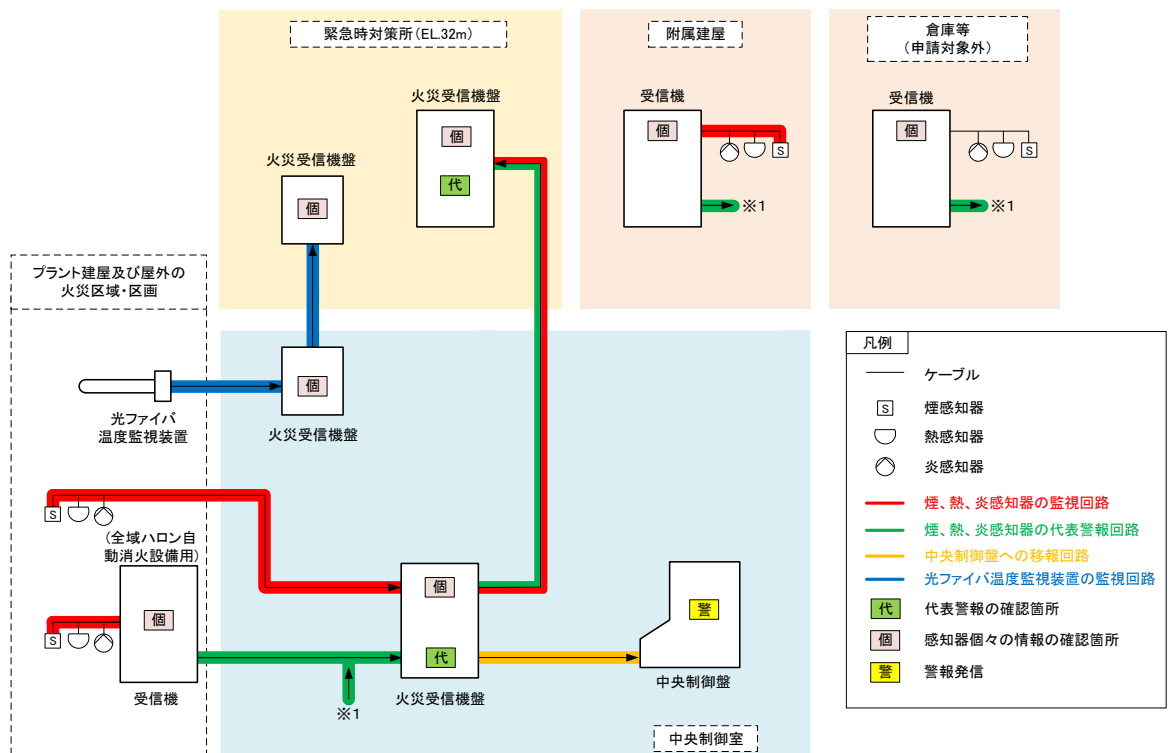 緊急時対策所(EL.32m)
附属建屋
倉庫等
(申請対象外)
火災受信機盤
個
代
火災受信機盤
個
受信機
個
S
※1
受信機
個
S
※1
プラント建屋及び屋外の
火災区域・区画
光ファイバ
温度監視装置
個
火災受信機盤
S
(全域ハロン自
動消火設備用)
個
S
受信機
※1
個
代
火災受信機盤
警
中央制御盤
中央制御室
凡例
ケーブル
S
煙感知器
熱感知器
炎感知器
煙、熱、炎感知器の監視回路
煙、熱、炎感知器の代表警報回路
中央制御盤への移報回路
光ファイバ温度監視装置の監視回路
代
代表警報の確認箇所
個
感知器個々の情報の確認箇所
警
警報発信